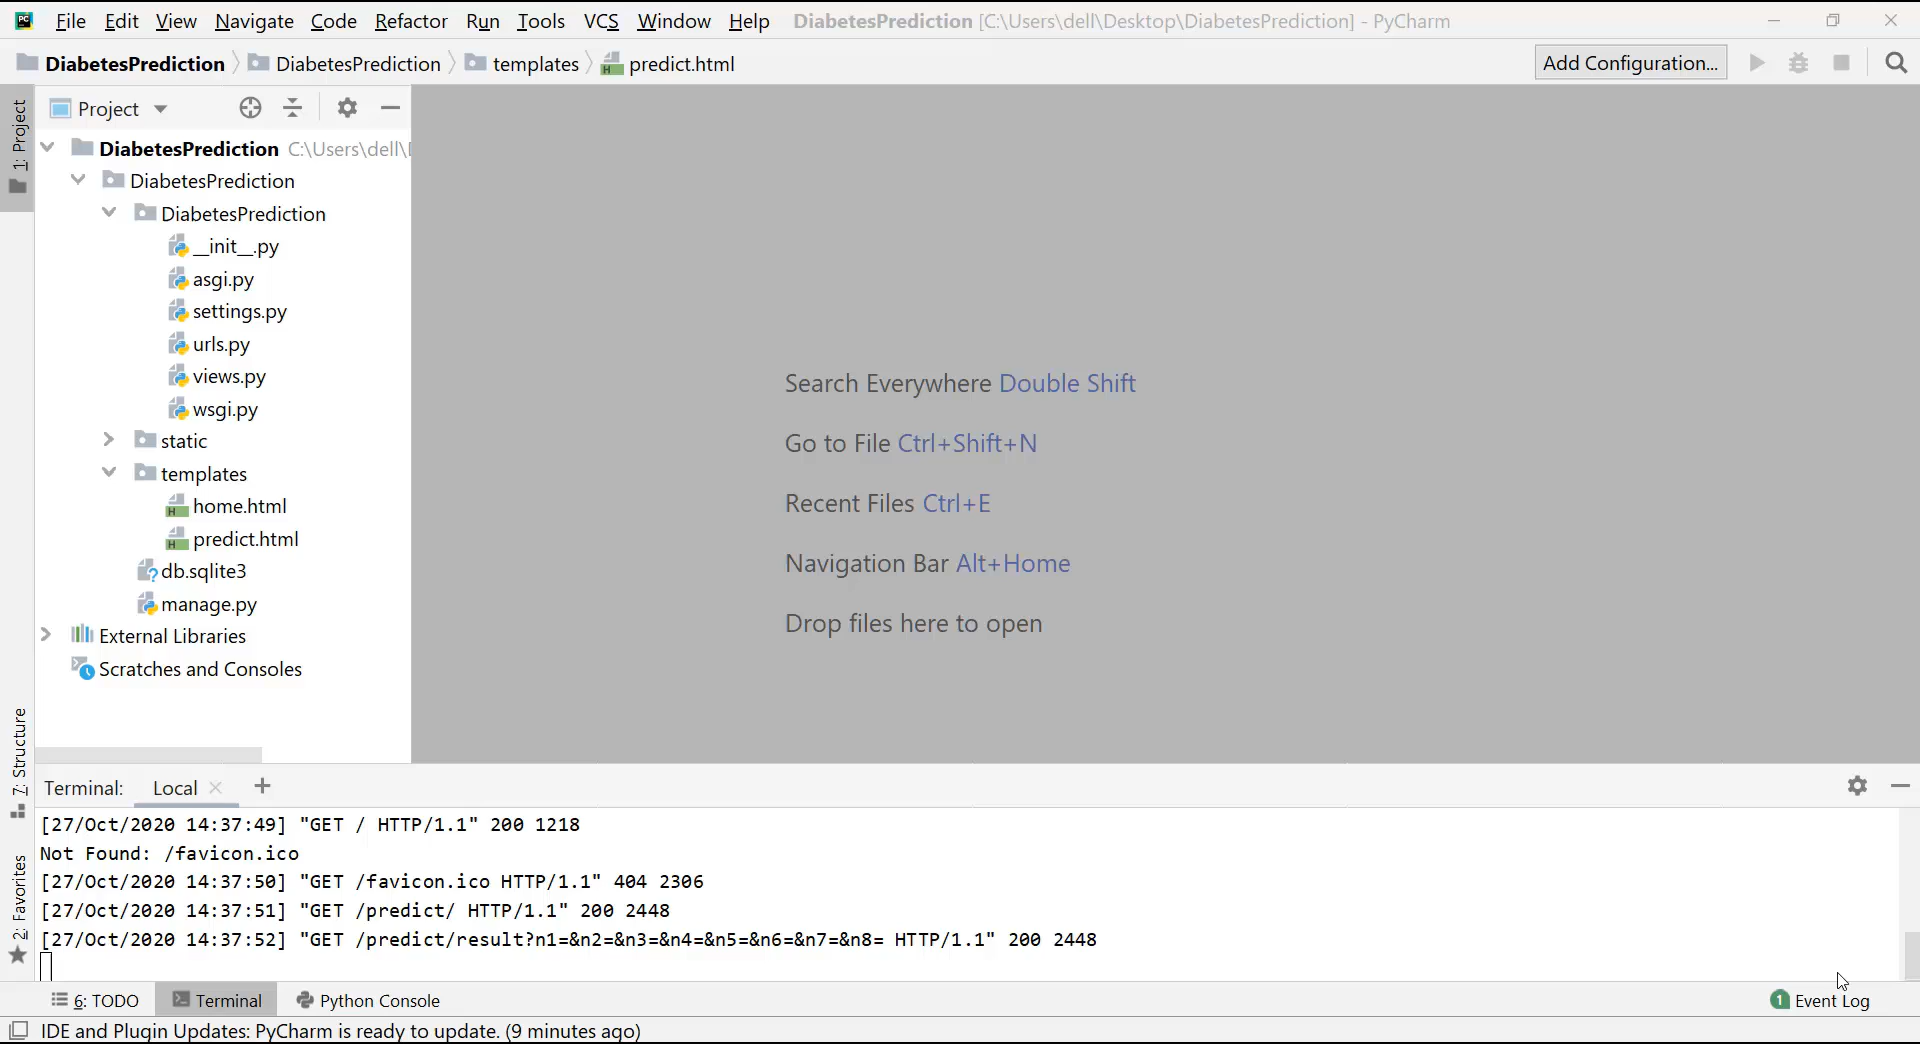 File Edit View Navigate Code Refactor Run Tools VCS Window Help DiabetesPrediction [C:\Users\dell\Desktop\DiabetesPrediction] - PyCharm
DiabetesPrediction DiabetesPrediction templates predict.html Add Configuration...
1: Project
Project
DiabetesPrediction C:\Users\dell\
DiabetesPrediction
DiabetesPrediction
__init__.py
asgi.py
settings.py
urls.py
views.py
wsgi.py
static
templates
home.html
predict.html
db.sqlite3
manage.py
External Libraries
Scratches and Consoles
Search Everywhere Double Shift
Go to File Ctrl+Shift+N
Recent Files Ctrl+E
Navigation Bar Alt+Home
Drop files here to open
7: Structure
2: Favorites
Terminal: Local
[27/Oct/2020 14:37:49] "GET / HTTP/1.1" 200 1218
Not Found: /favicon.ico
[27/Oct/2020 14:37:50] "GET /favicon.ico HTTP/1.1" 404 2306
[27/Oct/2020 14:37:51] "GET /predict/ HTTP/1.1" 200 2448
[27/Oct/2020 14:37:52] "GET /predict/result?n1=&n2=&n3=&n4=&n5=&n6=&n7=&n8= HTTP/1.1" 200 2448
6: TODO Terminal Python Console 1 Event Log
IDE and Plugin Updates: PyCharm is ready to update. (9 minutes ago)